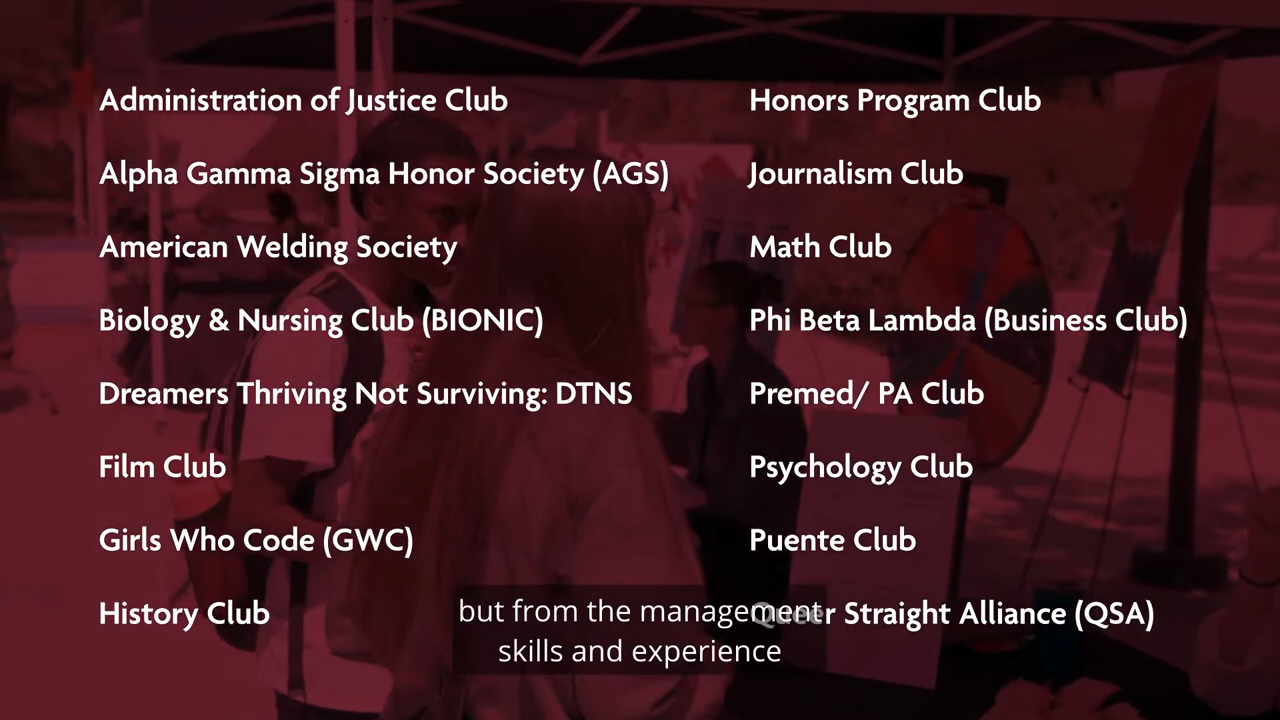 Administration of Justice Club
Alpha Gamma Sigma Honor Society (AGS)
American Welding Society
Biology & Nursing Club (BIONIC)
Dreamers Thriving Not Surviving: DTNS
Film Club
Girls Who Code (GWC)
History Club
Honors Program Club
Journalism Club
Math Club
Phi Beta Lambda (Business Club)
Premed/ PA Club
Psychology Club
Puente Club
Queer Straight Alliance (QSA)
but from the management
skills and experience